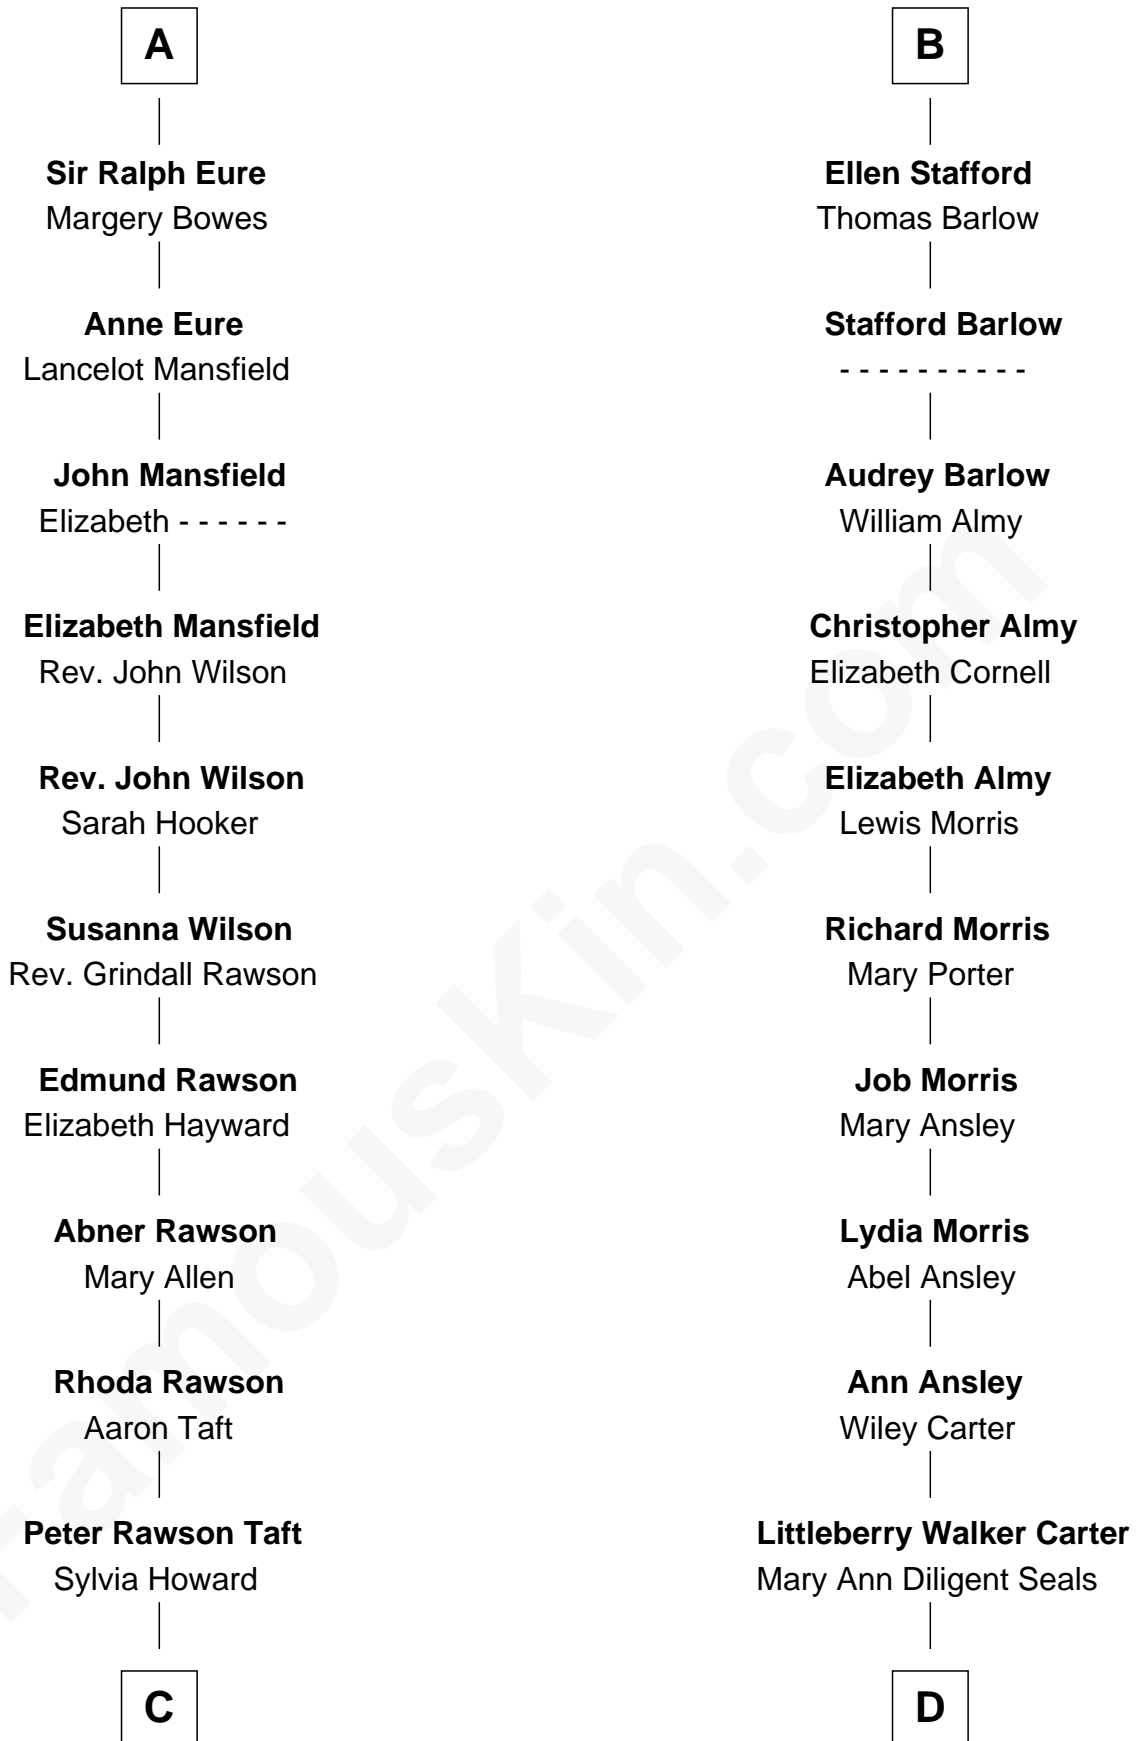 A
Sir Ralph Eure
Margery Bowes
Anne Eure
Lancelot Mansfield
John Mansfield
Elizabeth - - - - - -
Elizabeth Mansfield
Rev. John Wilson
Rev. John Wilson
Sarah Hooker
Susanna Wilson
Rev. Grindall Rawson
Edmund Rawson
Elizabeth Hayward
Abner Rawson
Mary Allen
Rhoda Rawson
Aaron Taft
Peter Rawson Taft
Sylvia Howard
C
B
Ellen Stafford
Thomas Barlow
Stafford Barlow
- - - - - - - - - -
Audrey Barlow
William Almy
Christopher Almy
Elizabeth Cornell
Elizabeth Almy
Lewis Morris
Richard Morris
Mary Porter
Job Morris
Mary Ansley
Lydia Morris
Abel Ansley
Ann Ansley
Wiley Carter
Littleberry Walker Carter
Mary Ann Diligent Seals
D
FamousKin.com